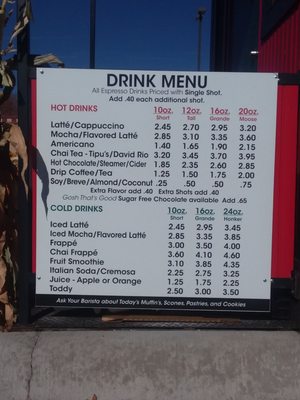 DRINK MENU
All Espresso Drinks Priced with Single Shot.
Add .40 each additional shot.
HOT DRINKS 10oz. 12oz. 16oz. 20oz.
Short Tall Grande Moose
Latté/Cappuccino 2.45 2.70 2.95 3.20
Mocha/Flavored Latté 2.85 3.10 3.35 3.60
Americano 1.40 1.65 1.90 2.15
Chai Tea - Tipu's/David Rio 3.20 3.45 3.70 3.95
Hot Chocolate/Steamer/Cider 1.85 2.35 2.60 2.85
Drip Coffee/Tea 1.25 1.50 1.75 2.00
Soy/Breve/Almond/Coconut .25 .50 .50 .75
Extra Flavor add .40 Extra Shots add .40
Gosh That's Good Sugar Free Chocolate available Add .65
COLD DRINKS 10oz. 16oz. 24oz.
Short Grande Honker
Iced Latté 2.45 2.95 3.45
Iced Mocha/Flavored Latté 2.85 3.35 3.85
Frappé 3.00 3.50 4.00
Chai Frappé 3.60 4.10 4.60
Fruit Smoothie 3.10 3.85 4.35
Italian Soda/Cremosa 2.25 2.75 3.25
Juice - Apple or Orange 1.25 1.75 2.25
Toddy 2.50 3.00 3.50
Ask Your Barista about Today's Muffin's, Scones, Pastries, and Cookies